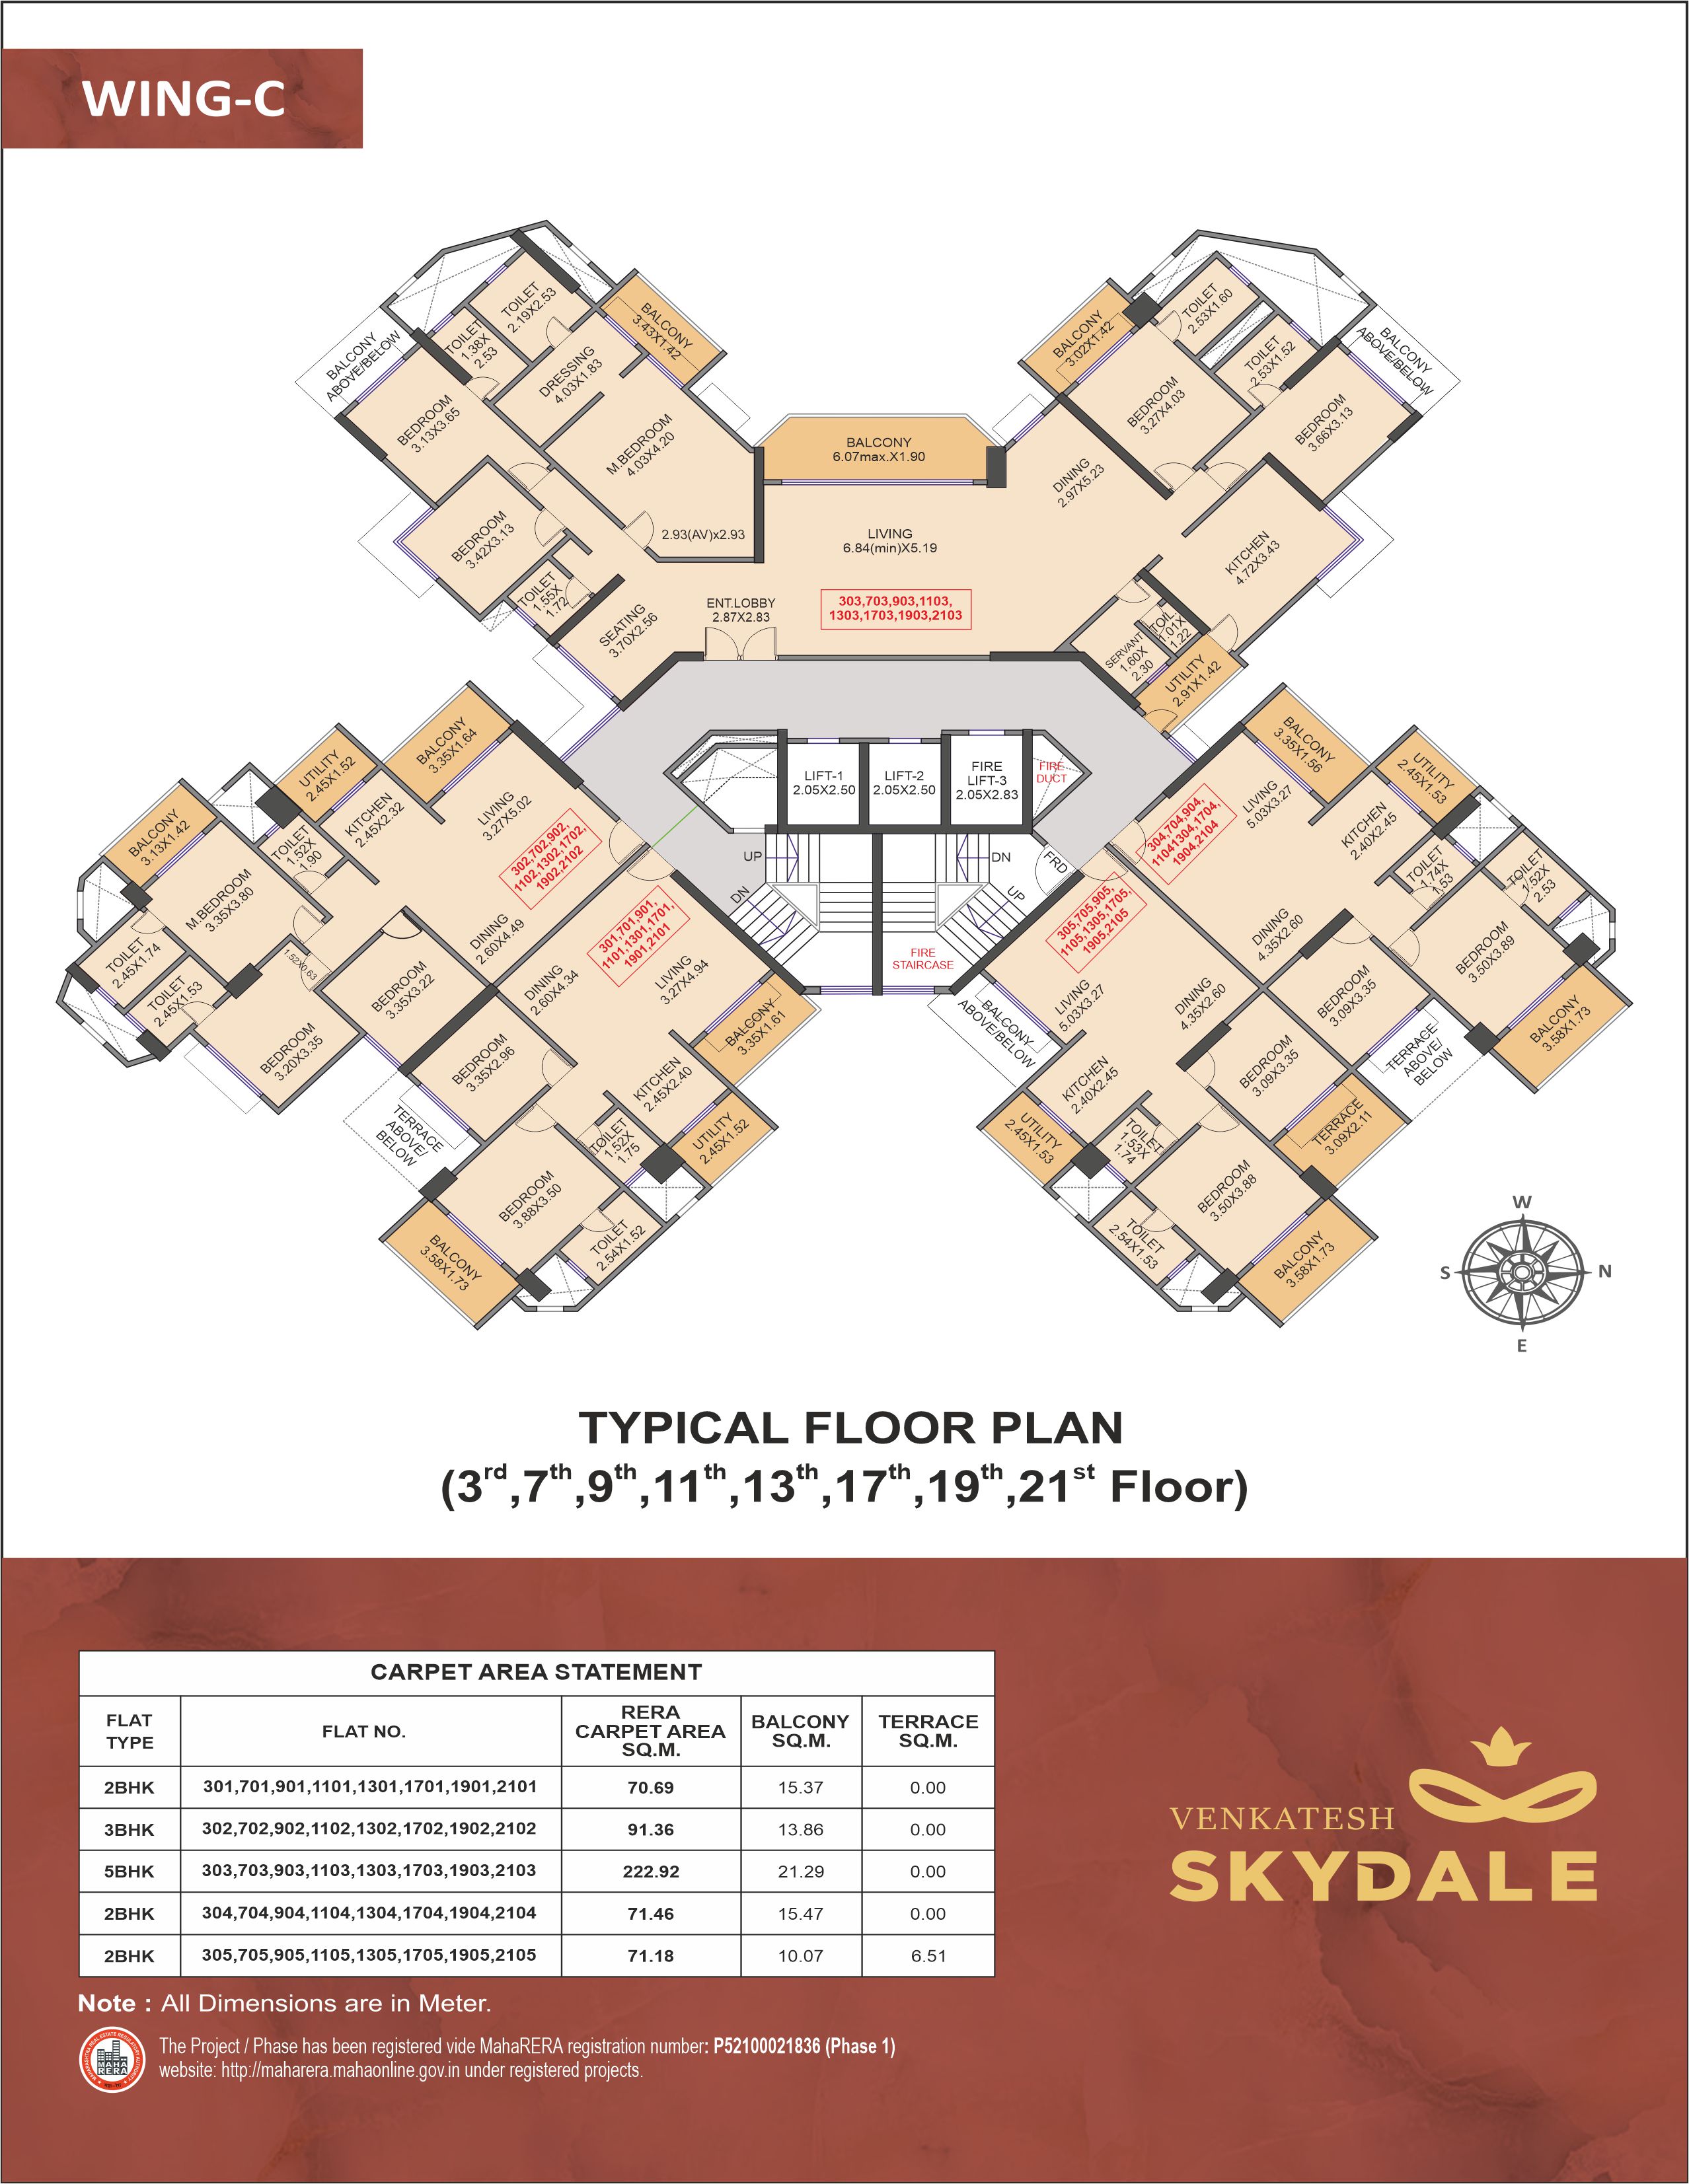 WING-C
TOILET
2.19X2.53
BALCONY
3.43X1.42
BALCONY
ABOVE/BELOW
TOILET
1.38X
2.53
DRESSING
4.03X1.83
BEDROOM
3.13X3.65
M.BEDROOM
4.03X4.20
2.93(AV)x2.93
BEDROOM
3.42X3.13
TOILET
1.55X
1.72
SEATING
3.70X2.56
ENT.LOBBY
2.87X2.83
BALCONY
6.07max.X1.90
LIVING
6.84(min)X5.19
303,703,903,1103,
1303,1703,1903,2103
DINING
2.97X5.23
BALCONY
3.02X1.42
TOILET
2.53X1.60
TOILET
2.53X1.52
BALCONY
ABOVE/BELOW
BEDROOM
3.27X4.03
BEDROOM
3.66X3.13
KITCHEN
4.72X3.43
TOIL.
1.01X
1.22
SERVANT
1.60X
2.30
UTILITY
2.91X1.42
BALCONY
3.35X1.64
UTILITY
2.45X1.52
BALCONY
3.13X1.42
KITCHEN
2.45X2.32
LIVING
3.27X5.02
302,702,902,
1102,1302,1702,
1902,2102
TOILET
1.52X
1.90
M.BEDROOM
3.35X3.80
DINING
2.60X4.49
TOILET
2.45X1.74
TOILET
2.45X1.53
1.52X0.63
BEDROOM
3.35X3.22
BEDROOM
3.20X3.35
301,701,901,
1101,1301,1701,
1901,2101
DINING
2.60X4.34
LIVING
3.27X4.94
BALCONY
3.35X1.61
BEDROOM
3.35X2.96
KITCHEN
2.45X2.40
UTILITY
2.45X1.52
TOILET
1.52X
1.75
TERRACE
ABOVE/
BELOW
BEDROOM
3.88X3.50
TOILET
2.54X1.52
BALCONY
3.58X1.73
LIFT-1
2.05X2.50
LIFT-2
2.05X2.50
FIRE
LIFT-3
2.05X2.83
FIRE
DUCT
UP
DN
DN
UP
FRD
FIRE
STAIRCASE
BALCONY
3.35X1.56
UTILITY
2.45X1.53
LIVING
5.03X3.27
304,704,904,
11041304,1704,
1904,2104
KITCHEN
2.40X2.45
TOILET
1.74X
1.53
TOILET
1.52X
2.53
DINING
4.35X2.60
BEDROOM
3.50X3.89
BEDROOM
3.09X3.35
BALCONY
3.58X1.73
TERRACE
ABOVE/
BELOW
305,705,905,
1105,1305,1705,
1905,2105
BALCONY
ABOVE/BELOW
LIVING
5.03X3.27
DINING
4.35X2.60
KITCHEN
2.40X2.45
BEDROOM
3.09X3.35
TERRACE
3.09X2.11
UTILITY
2.45X1.53
TOILET
1.53X
1.74
BEDROOM
3.50X3.88
TOILET
2.54X1.53
BALCONY
3.58X1.73
W
S
N
E
TYPICAL FLOOR PLAN
(3rd,7th,9th,11th,13th,17th,19th,21st Floor)
CARPET AREA STATEMENT
FLAT TYPE FLAT NO. RERA CARPET AREA SQ.M. BALCONY SQ.M. TERRACE SQ.M.
2BHK 301,701,901,1101,1301,1701,1901,2101 70.69 15.37 0.00
3BHK 302,702,902,1102,1302,1702,1902,2102 91.36 13.86 0.00
5BHK 303,703,903,1103,1303,1703,1903,2103 222.92 21.29 0.00
2BHK 304,704,904,1104,1304,1704,1904,2104 71.46 15.47 0.00
2BHK 305,705,905,1105,1305,1705,1905,2105 71.18 10.07 6.51
Note : All Dimensions are in Meter.
MAHA
RERA
The Project / Phase has been registered vide MahaRERA registration number: P52100021836 (Phase 1)
website: http://maharera.mahaonline.gov.in under registered projects.
VENKATESH
SKYDALE